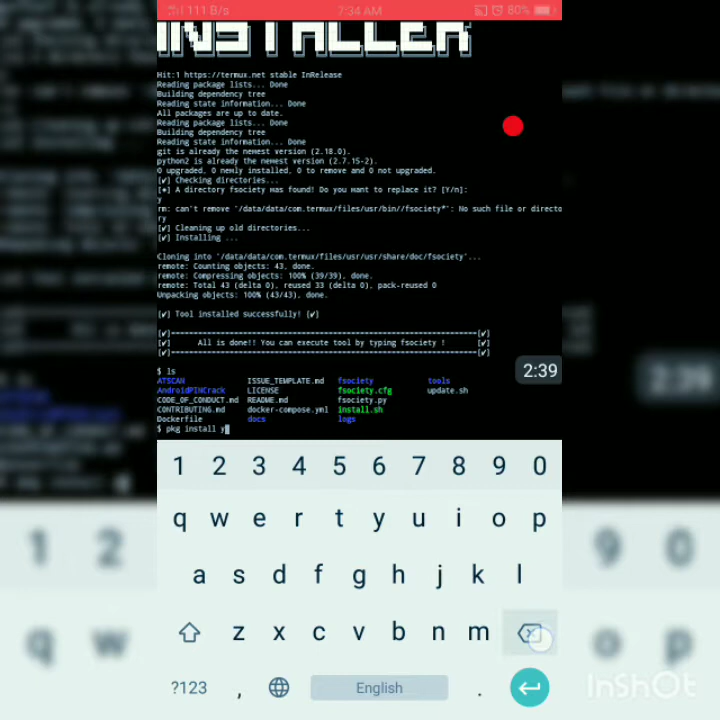 111 B/s 7:34 AM 80%
INSTALLER
Hit:1 https://termux.net stable InRelease
Reading package lists... Done
Building dependency tree
Reading state information... Done
All packages are up to date.
Reading package lists... Done
Building dependency tree
Reading state information... Done
git is already the newest version (2.18.0).
python2 is already the newest version (2.7.15-2).
0 upgraded, 0 newly installed, 0 to remove and 0 not upgraded.
[✔] Checking directories...
[◉] A directory fsociety was found! Do you want to replace it? [Y/n]:
y
rm: can't remove '/data/data/com.termux/files/usr/bin//fsociety*': No such file or directo
ry
[✔] Cleaning up old directories...
[✔] Installing ...
Cloning into '/data/data/com.termux/files/usr/usr/share/doc/fsociety'...
remote: Counting objects: 43, done.
remote: Compressing objects: 100% (39/39), done.
remote: Total 43 (delta 0), reused 33 (delta 0), pack-reused 0
Unpacking objects: 100% (43/43), done.
[✔] Tool installed successfully! [✔]
[✔]==================================================[✔]
[✔] All is done!! You can execute tool by typing fsociety ! [✔]
[✔]==================================================[✔]
2:39
$ ls
ATSCAN ISSUE_TEMPLATE.md fsociety tools
AndroidPINCrack LICENSE fsociety.cfg update.sh
CODE_OF_CONDUCT.md README.md fsociety.py
CONTRIBUTING.md docker-compose.yml install.sh
Dockerfile docs logs
$ pkg install y
1 2 3 4 5 6 7 8 9 0
q w e r t y u i o p
a s d f g h j k l
z x c v b n m
?123 , English .
InShOt